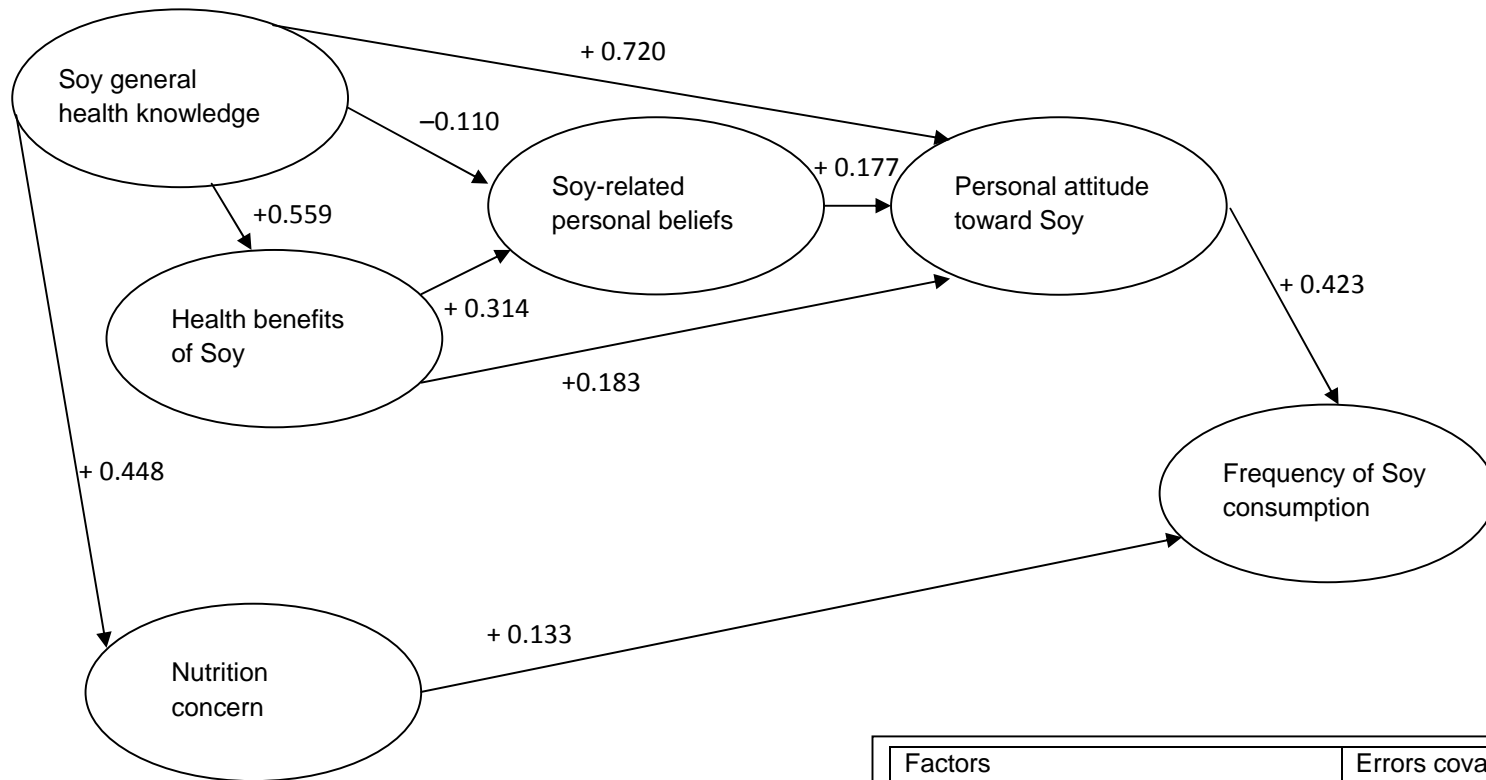 + 0.720
Soy general
health knowledge
–0.110
+ 0.177
Soy-related
personal beliefs
Personal attitude
toward Soy
+0.559
+ 0.423
Health benefits
of Soy
+ 0.314
+0.183
+ 0.448
Frequency of Soy
consumption
+ 0.133
Nutrition
concern
Factors
Errors cova